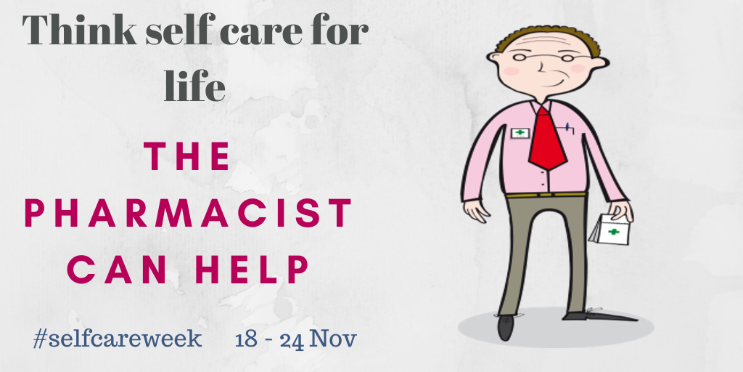 Think self care for
life
THE
PHARMACIST
CAN HELP
#selfcareweek 18 - 24 Nov